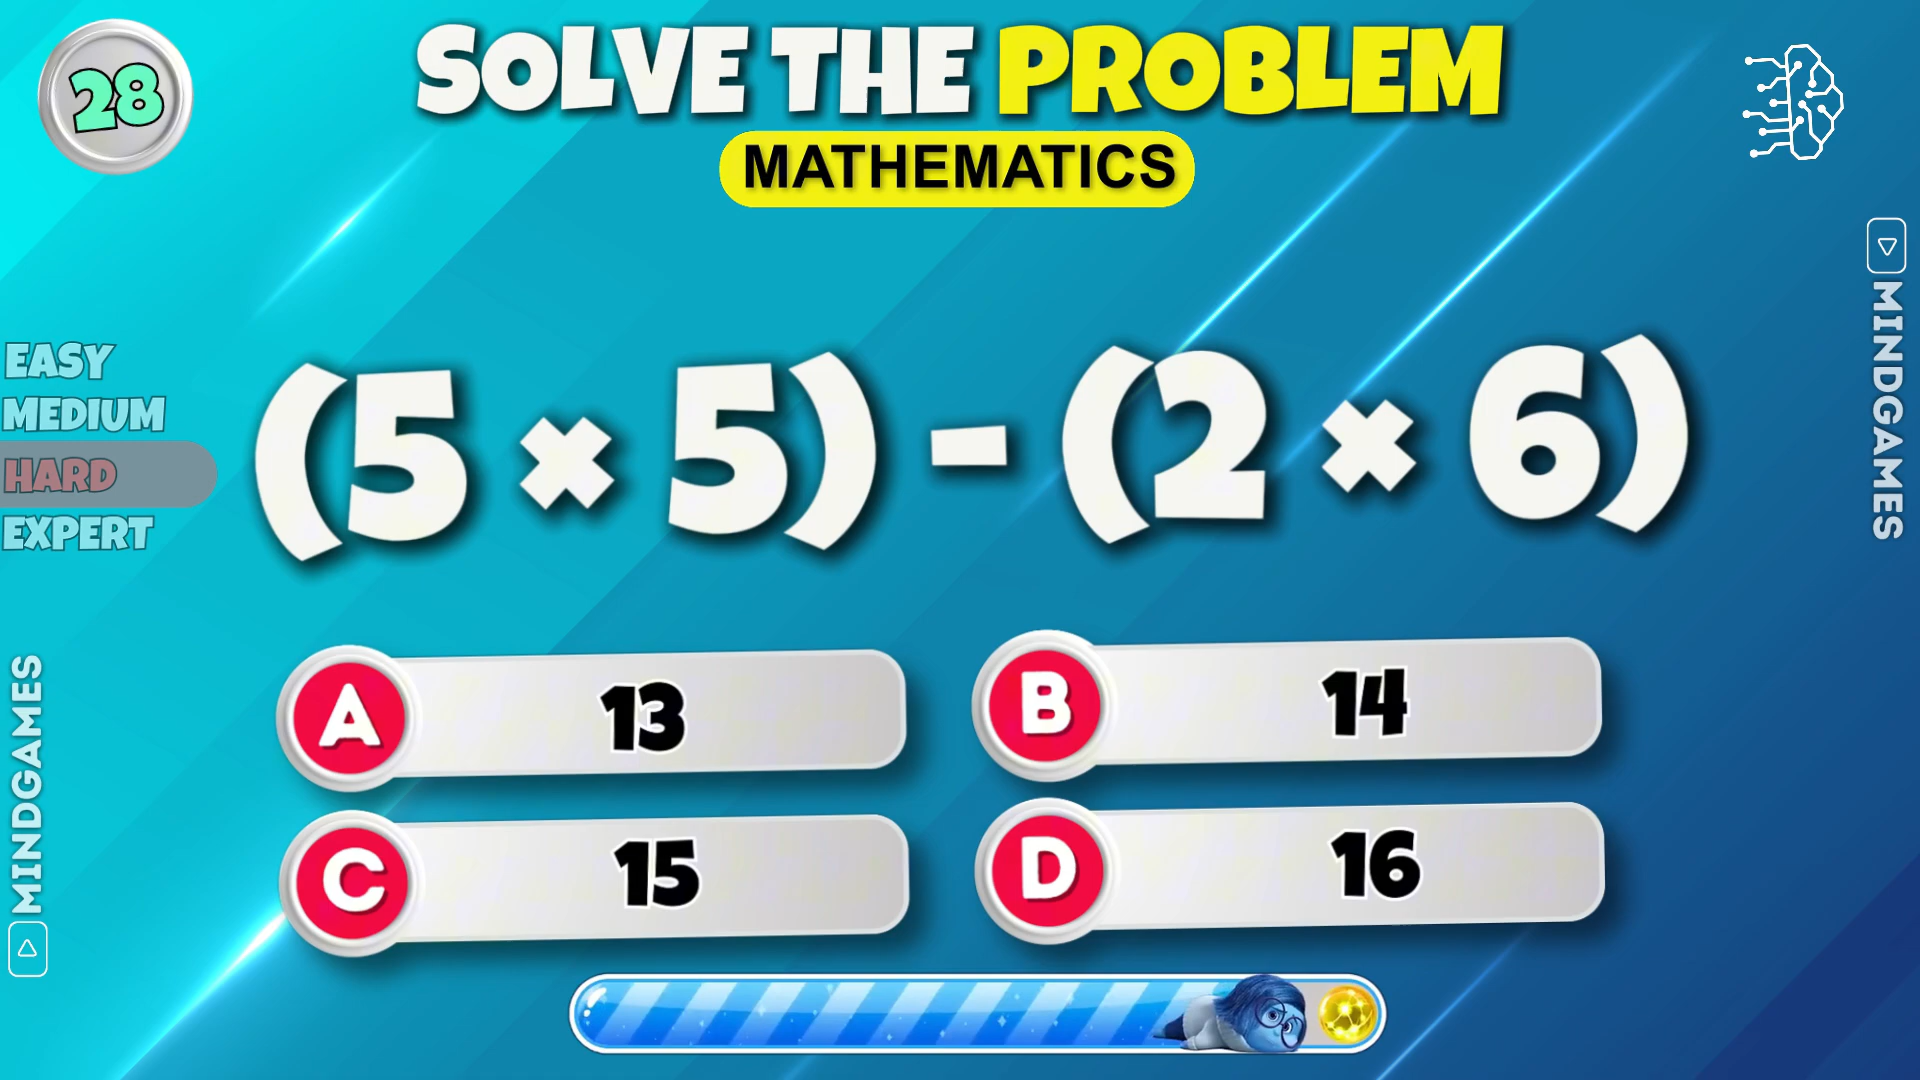 28
SOLVE THE PROBLEM
MATHEMATICS
EASY
MEDIUM
HARD
EXPERT
(5 × 5) - (2 × 6)
A 13
B 14
C 15
D 16
MINDGAMES
MINDGAMES